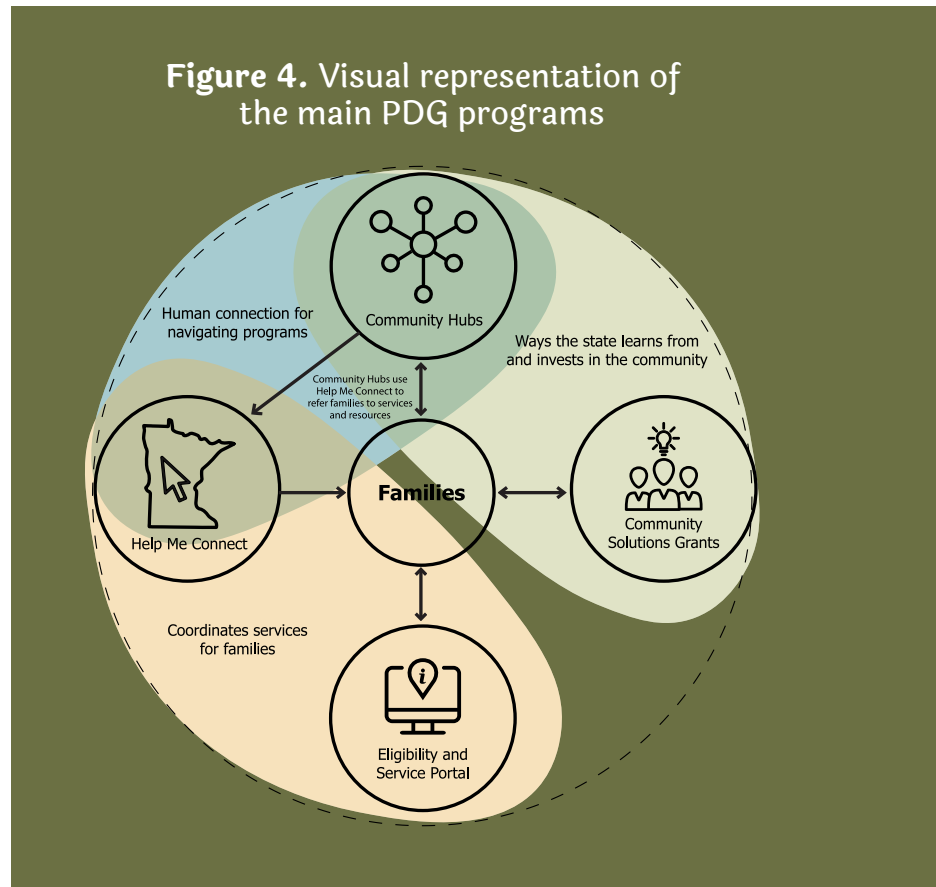 Figure 4. Visual representation of
the main PDG programs
Community Hubs
Human connection for
navigating programs
Ways the state learns from
and invests in the community
Community Hubs use
Help Me Connect to
refer families to services
and resources
Families
Help Me Connect
Community
Solutions Grants
Coordinates services
for families
i
Eligibility and
Service Portal